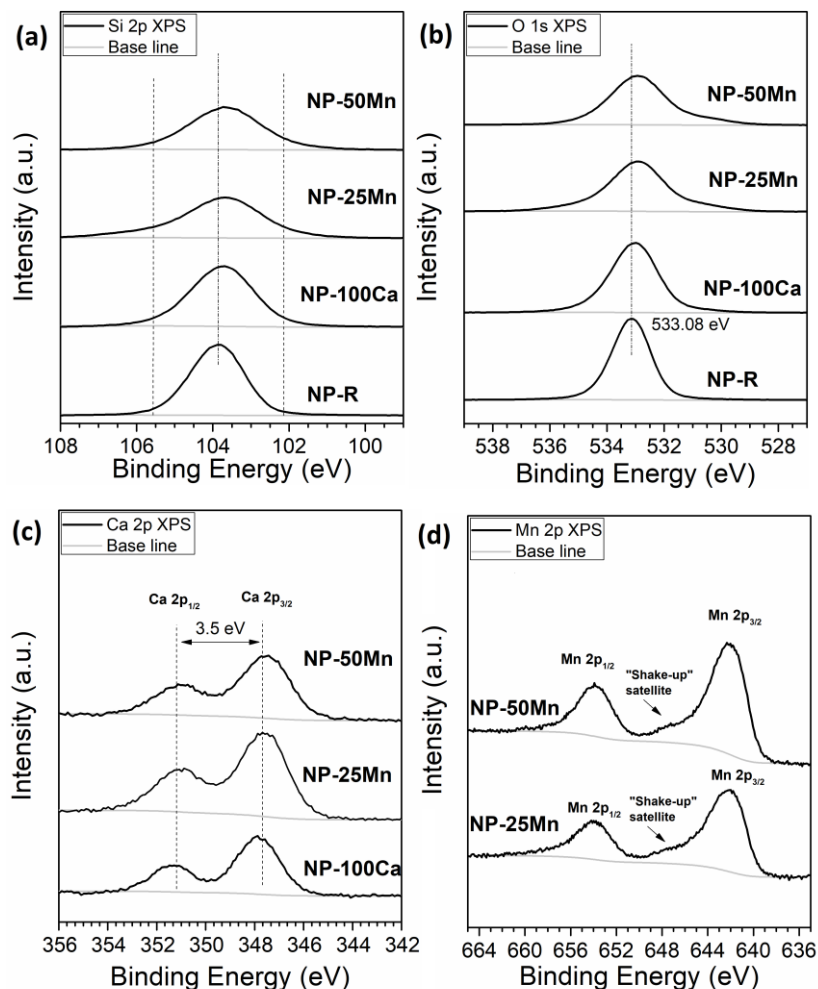 (a)
Si 2p XPS
Base line
NP-50Mn
NP-25Mn
NP-100Ca
NP-R
Intensity (a.u.)
108 106 104 102 100
Binding Energy (eV)
(b)
O 1s XPS
Base line
NP-50Mn
NP-25Mn
NP-100Ca
533.08 eV
NP-R
Intensity (a.u.)
538 536 534 532 530 528
Binding Energy (eV)
(c)
Ca 2p XPS
Base line
Ca 2p1/2
Ca 2p3/2
3.5 eV
NP-50Mn
NP-25Mn
NP-100Ca
Intensity (a.u.)
356 354 352 350 348 346 344 342
Binding Energy (eV)
(d)
Mn 2p XPS
Base line
Mn 2p3/2
Mn 2p1/2
"Shake-up"
satellite
NP-50Mn
Mn 2p3/2
Mn 2p1/2
"Shake-up"
satellite
NP-25Mn
Intensity (a.u.)
664 660 656 652 648 644 640 636
Binding Energy (eV)